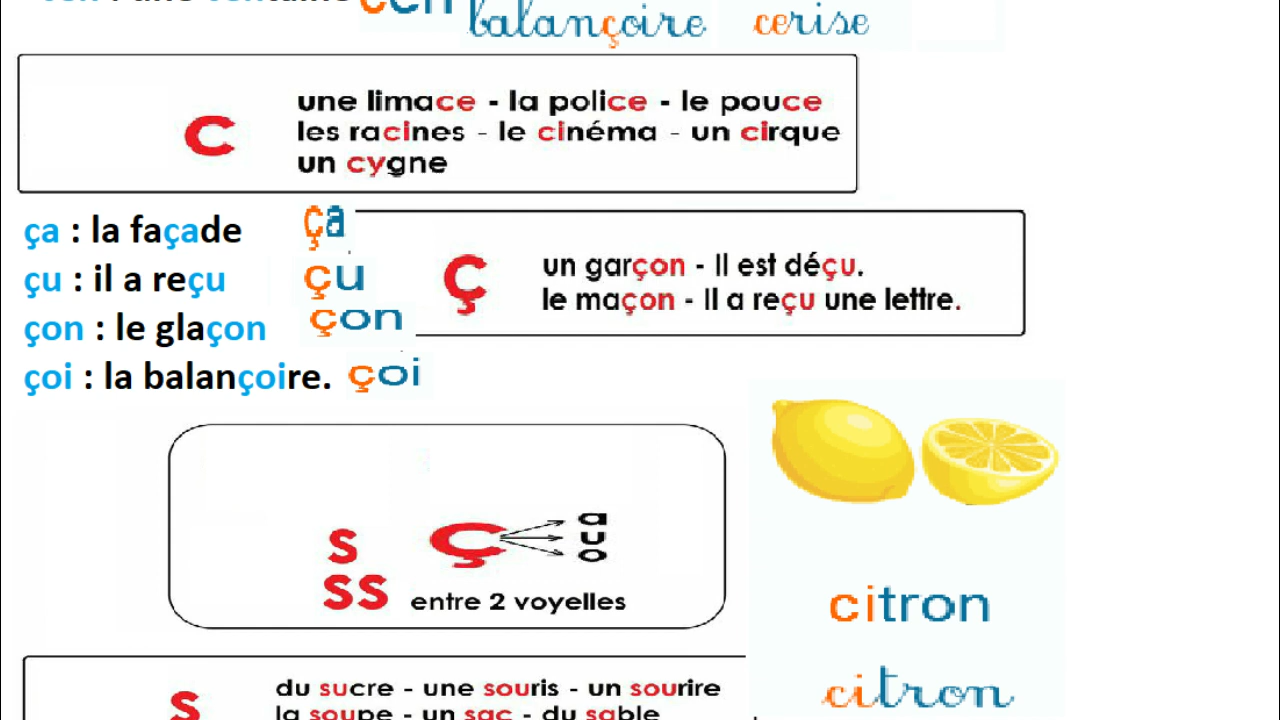 cen
balançoire cerise
c
une limace - la police - le pouce
les racines - le cinéma - un cirque
un cygne
ça : la façade ça
çu : il a reçu çu
çon : le glaçon çon
çoi : la balançoire. çoi
ç
un garçon - Il est déçu.
le maçon - Il a reçu une lettre.
s ç a
u
o
ss entre 2 voyelles
citron
citron
s
du sucre - une souris - un sourire
la soupe - un sac - du sable